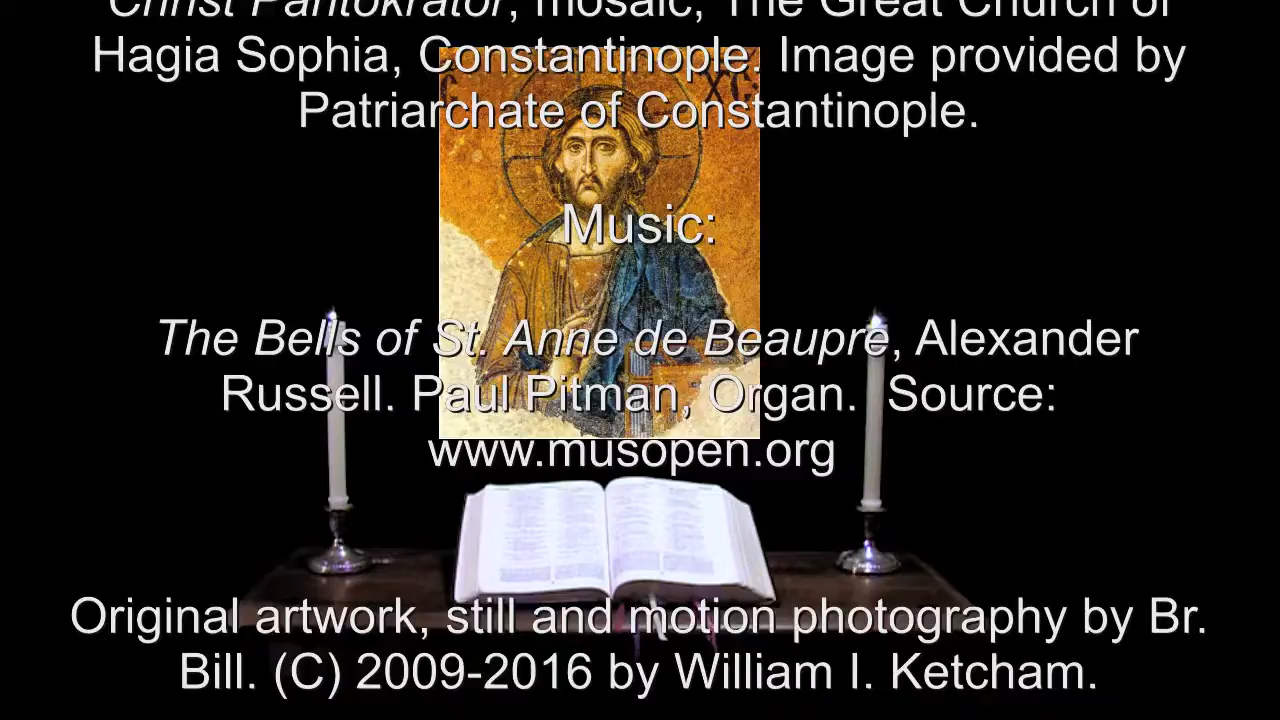 Christ Pantokrator, mosaic, The Great Church of
Hagia Sophia, Constantinople. Image provided by
Patriarchate of Constantinople.
Music:
The Bells of St. Anne de Beaupre, Alexander
Russell. Paul Pitman, Organ. Source:
www.musopen.org
Original artwork, still and motion photography by Br.
Bill. (C) 2009-2016 by William I. Ketcham.